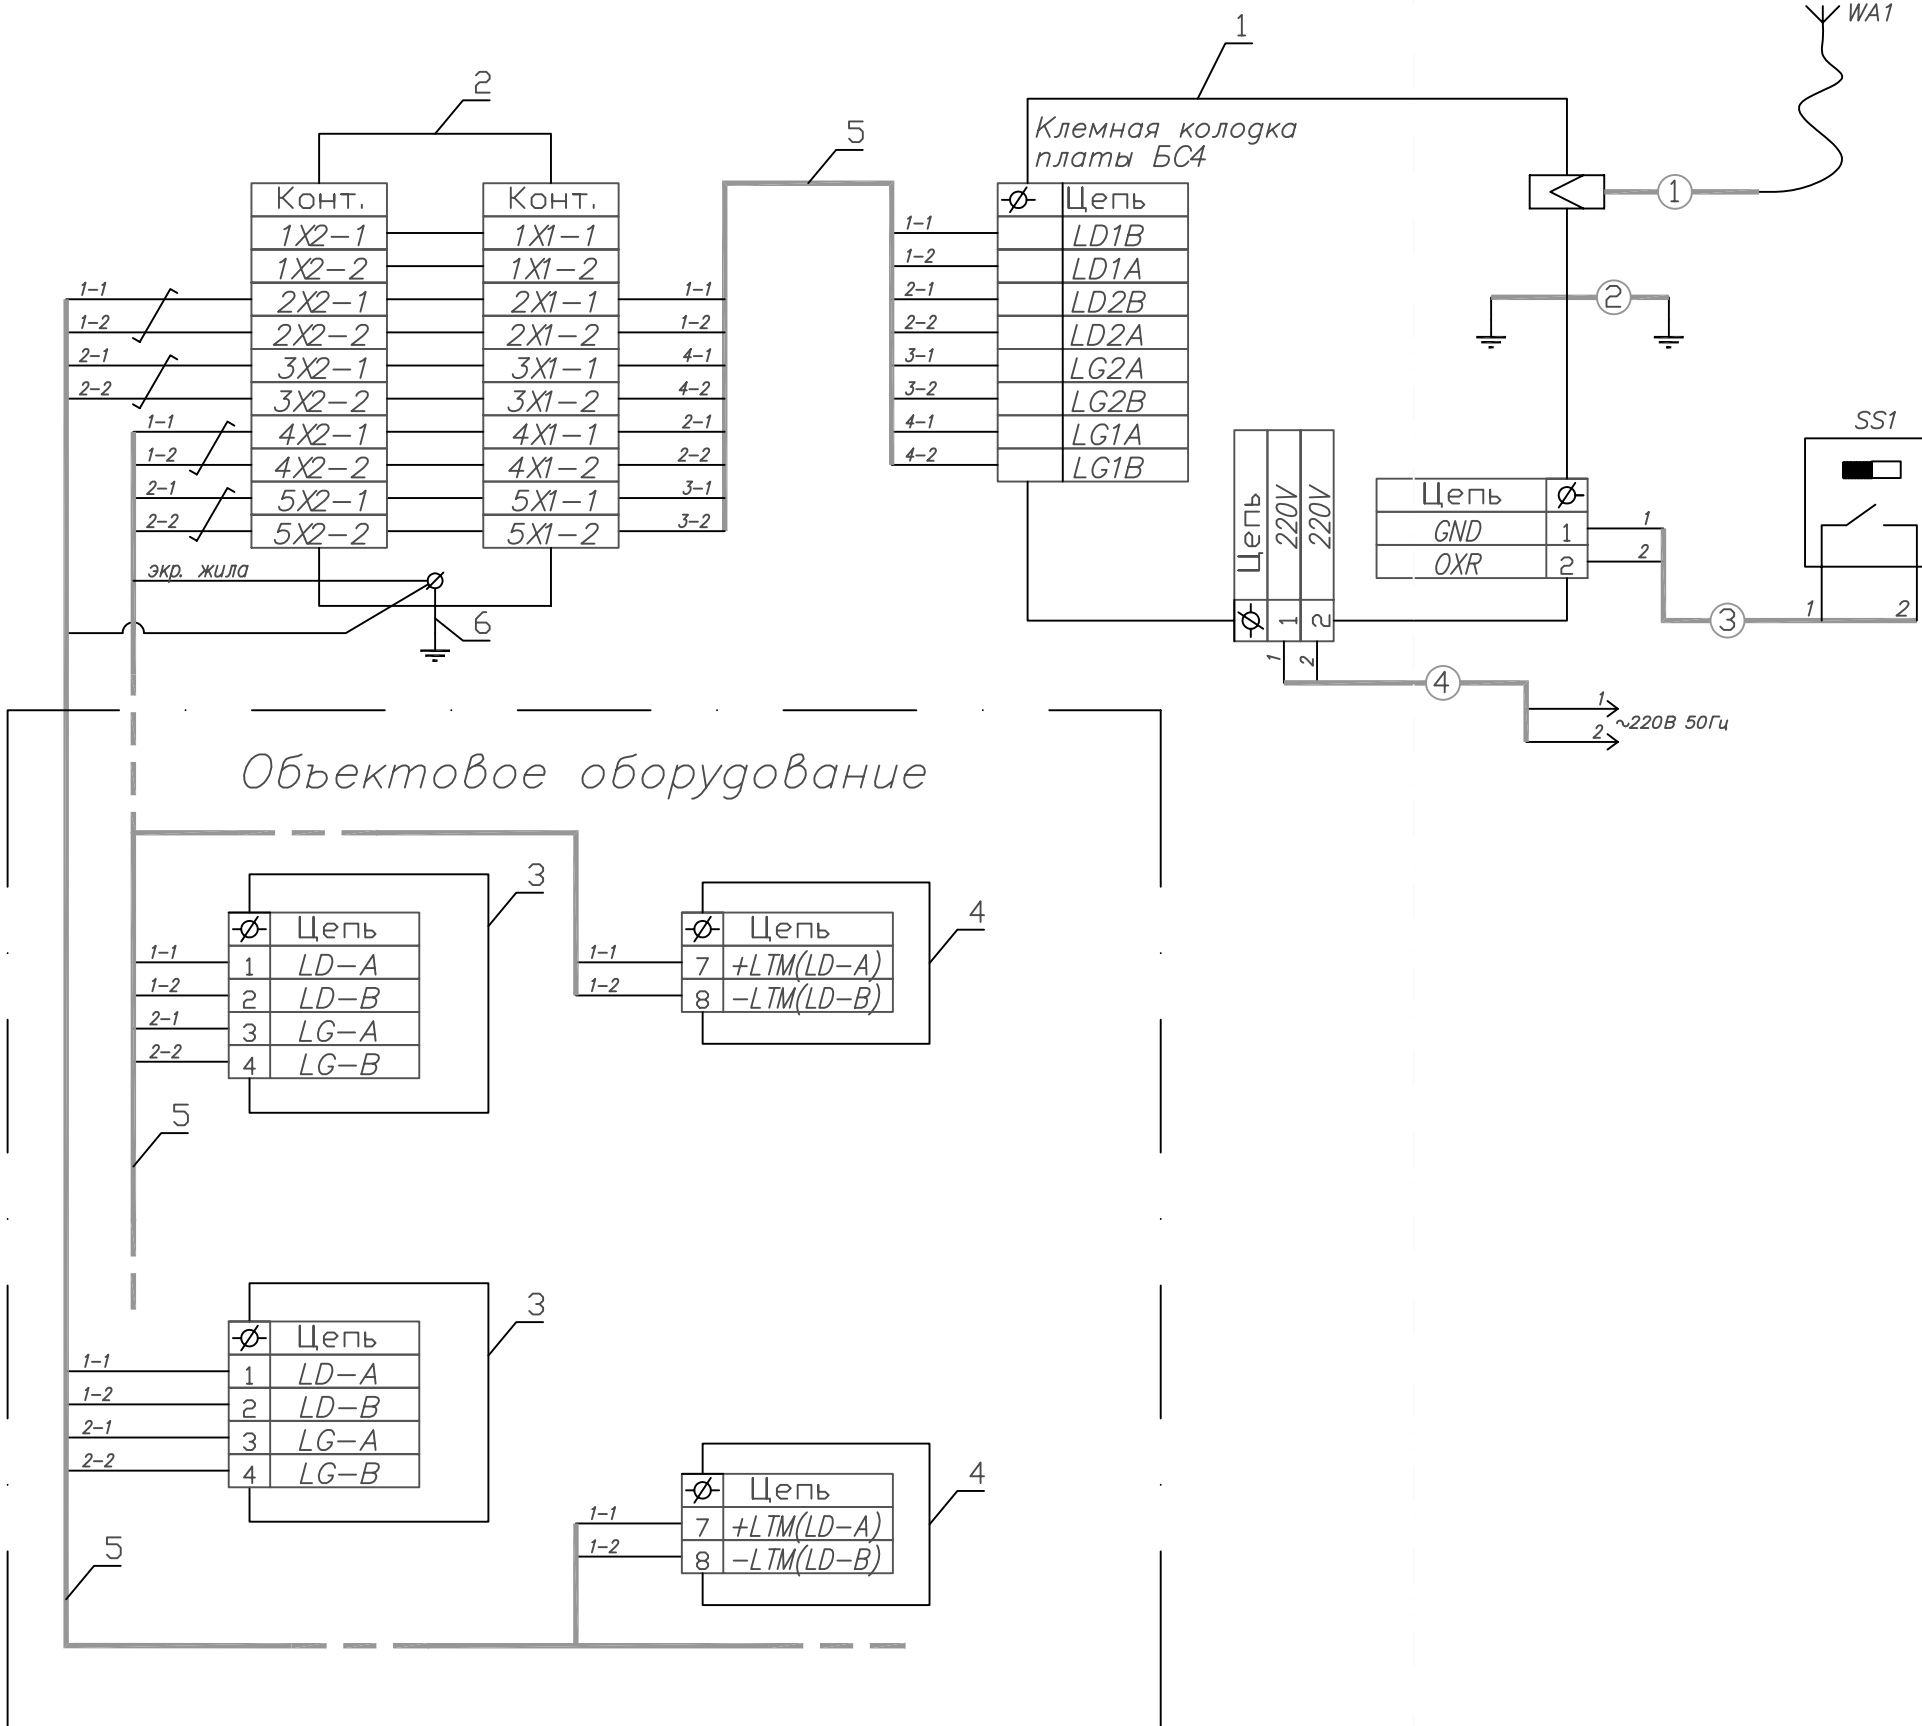 WA1
1
2
5
Клемная колодка
платы БС4
Конт.
1X2-1
1X2-2
2X2-1
2X2-2
3X2-1
3X2-2
4X2-1
4X2-2
5X2-1
5X2-2
Конт.
1X1-1
1X1-2
2X1-1
2X1-2
3X1-1
3X1-2
4X1-1
4X1-2
5X1-1
5X1-2
1-1
1-2
2-1
2-2
1-1
1-2
2-1
2-2
экр. жила
6
1-1
1-2
4-1
4-2
2-1
2-2
3-1
3-2
1-1
1-2
2-1
2-2
3-1
3-2
4-1
4-2
Цепь
LD1B
LD1A
LD2B
LD2A
LG2A
LG2B
LG1A
LG1B
1
2
Цепь
220V
220V
1
2
1
2
4
1
2
~220В 50Гц
Цепь
GND 1
OXR 2
1
2
3
SS1
1 2
Объектовое оборудование
3
Цепь
1-1 1 LD-A
1-2 2 LD-B
2-1 3 LG-A
2-2 4 LG-B
4
Цепь
1-1 7 +LTM(LD-A)
1-2 8 -LTM(LD-B)
5
3
Цепь
1-1 1 LD-A
1-2 2 LD-B
2-1 3 LG-A
2-2 4 LG-B
4
Цепь
1-1 7 +LTM(LD-A)
1-2 8 -LTM(LD-B)
5